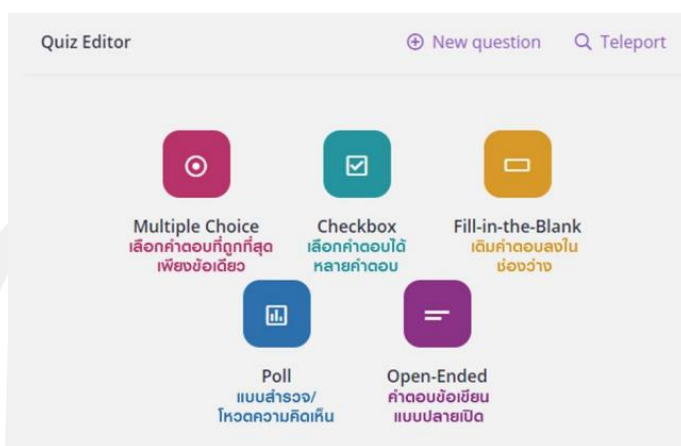 Quiz Editor
New question
Teleport
Multiple Choice
เลือกคำตอบที่ถูกที่สุด
เพียงข้อเดียว
Checkbox
เลือกคำตอบได้
หลายคำตอบ
Fill-in-the-Blank
เติมคำตอบลงใน
ช่องว่าง
Poll
แบบสำรวจ/
โหวตความคิดเห็น
Open-Ended
คำตอบข้อเขียน
แบบปลายเปิด